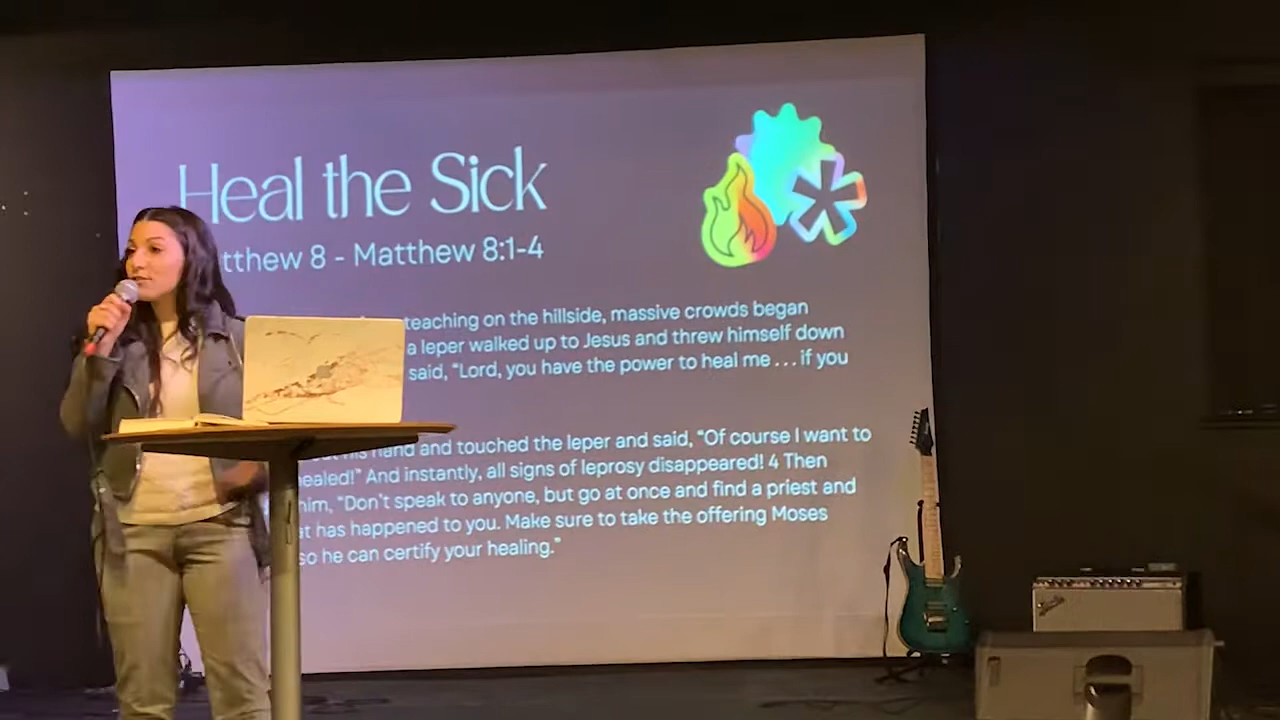 Heal the Sick
tthew 8 - Matthew 8:1-4
teaching on the hillside, massive crowds began
a leper walked up to Jesus and threw himself down
said, “Lord, you have the power to heal me . . . if you
hand and touched the leper and said, “Of course I want to
healed!” And instantly, all signs of leprosy disappeared! 4 Then
him, “Don’t speak to anyone, but go at once and find a priest and
at has happened to you. Make sure to take the offering Moses
so he can certify your healing.”
Fender